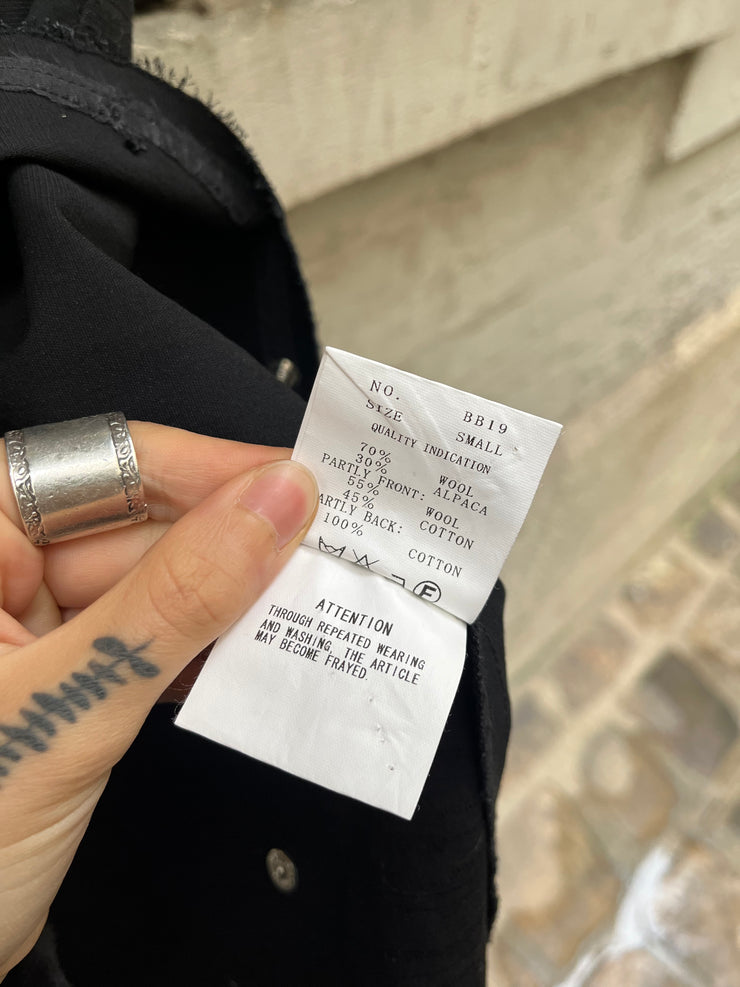 NO. BB19
SIZE SMALL
QUALITY INDICATION
70% WOOL
30% ALPACA
PARTLY FRONT:
55% WOOL
45% COTTON
ARTLY BACK:
100% COTTON
F
ATTENTION
THROUGH REPEATED WEARING
AND WASHING, THE ARTICLE
MAY BECOME FRAYED.